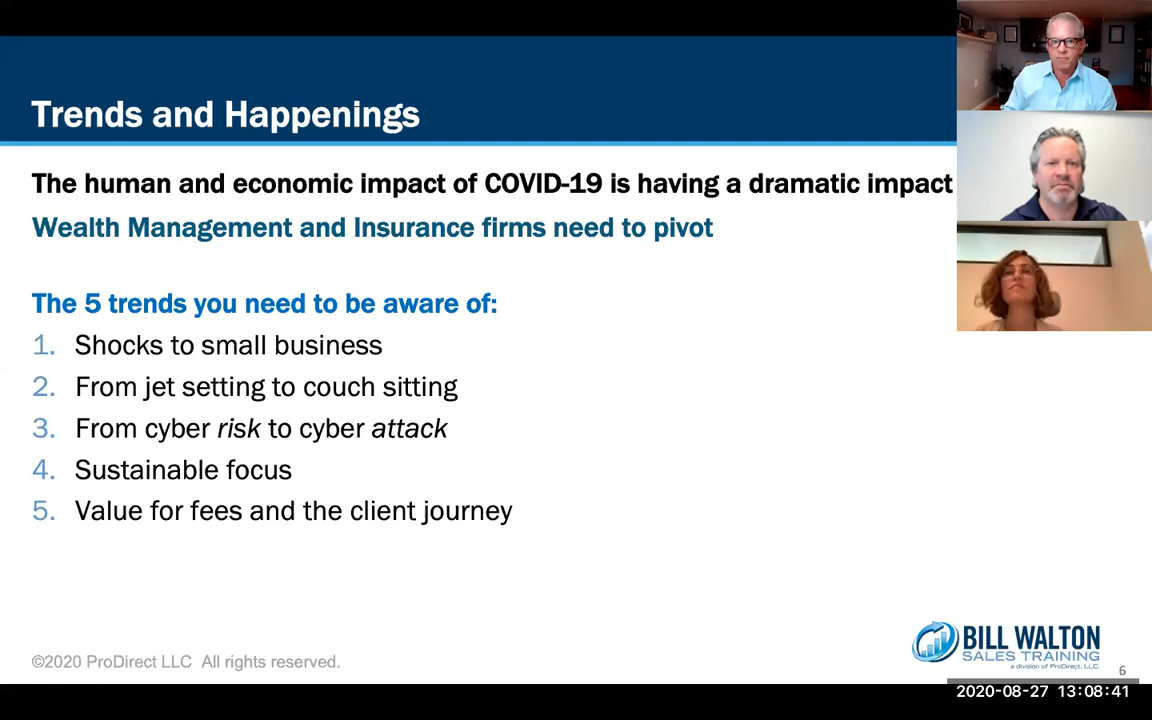 Trends and Happenings
The human and economic impact of COVID-19 is having a dramatic impact
Wealth Management and Insurance firms need to pivot
The 5 trends you need to be aware of:
1. Shocks to small business
2. From jet setting to couch sitting
3. From cyber risk to cyber attack
4. Sustainable focus
5. Value for fees and the client journey
©2020 ProDirect LLC All rights reserved.
BILL WALTON
SALES TRAINING
a division of ProDirect, LLC.
6
2020-08-27 13:08:41